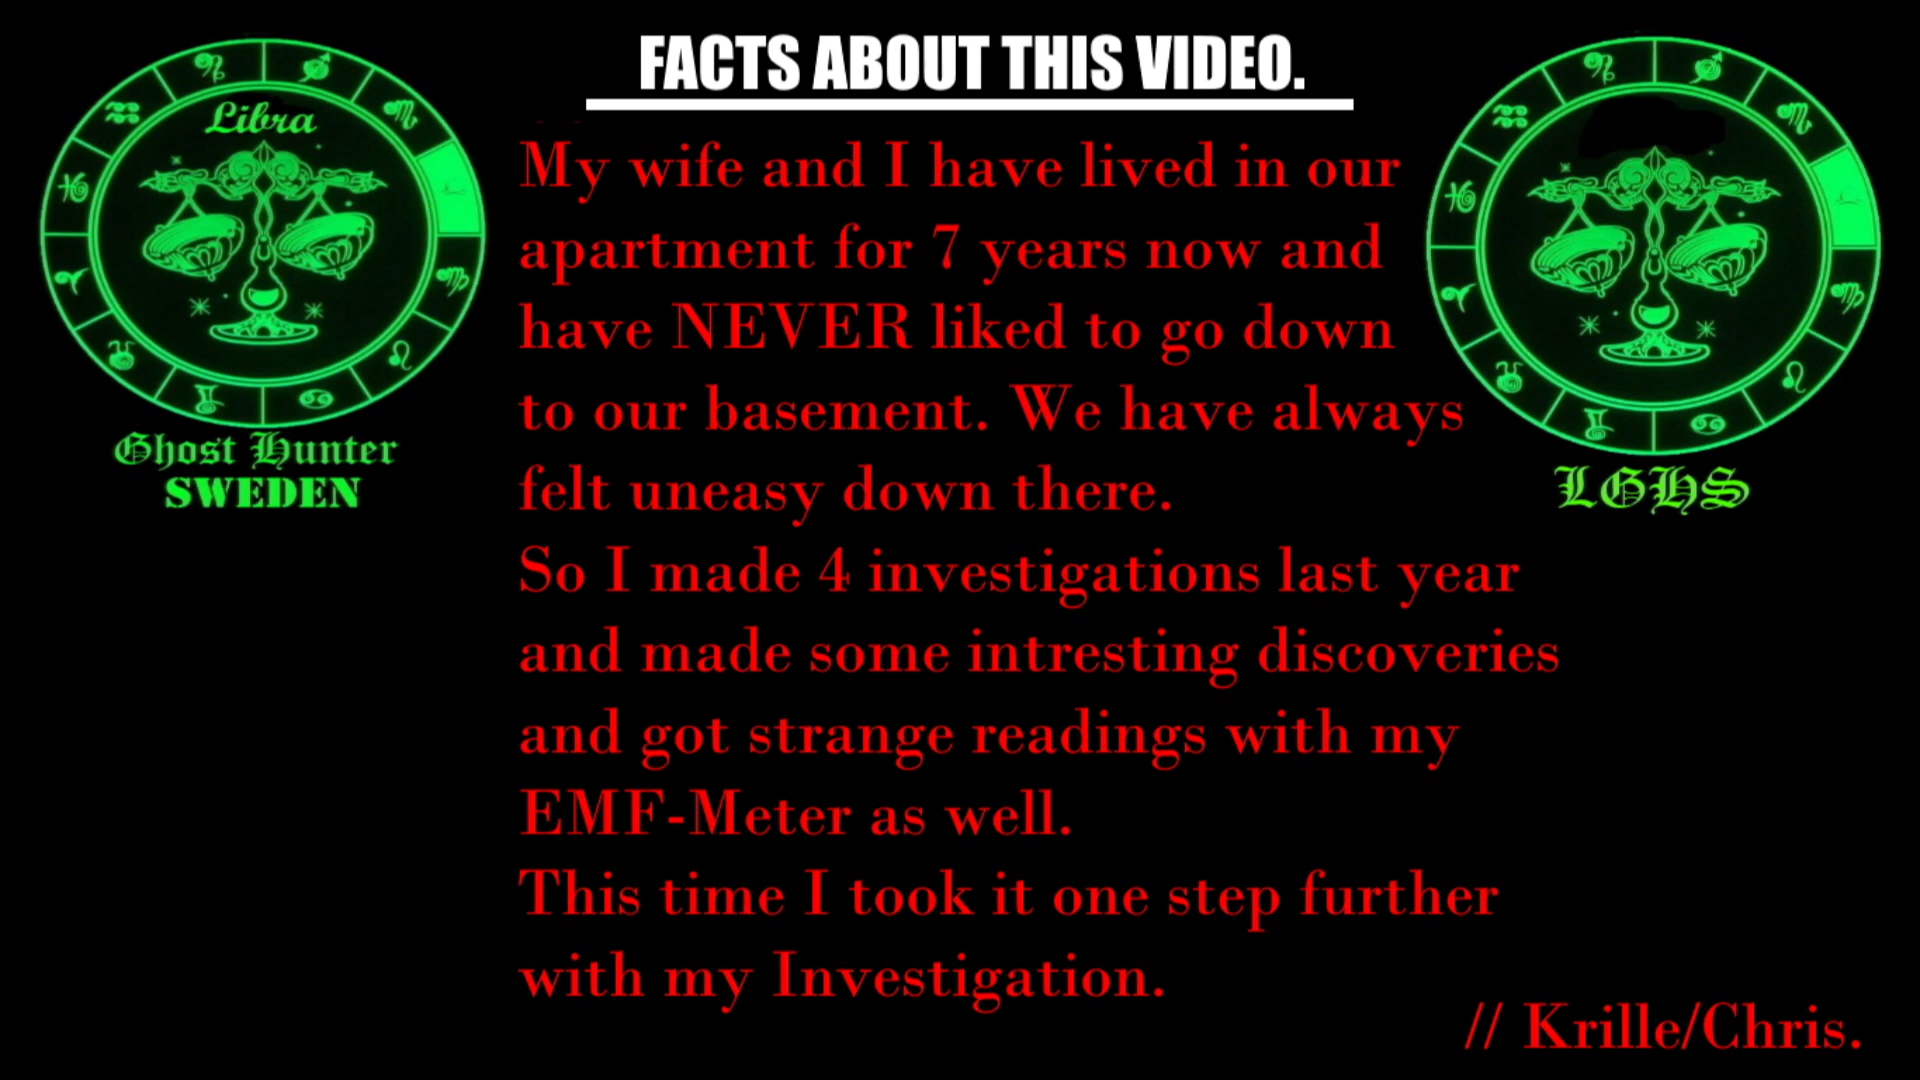 FACTS ABOUT THIS VIDEO.
Libra
Ghost Hunter
SWEDEN
My wife and I have lived in our
apartment for 7 years now and
have NEVER liked to go down
to our basement. We have always
felt uneasy down there.
So I made 4 investigations last year
and made some intresting discoveries
and got strange readings with my
EMF-Meter as well.
This time I took it one step further
with my Investigation.
LGHS
// Krille/Chris.